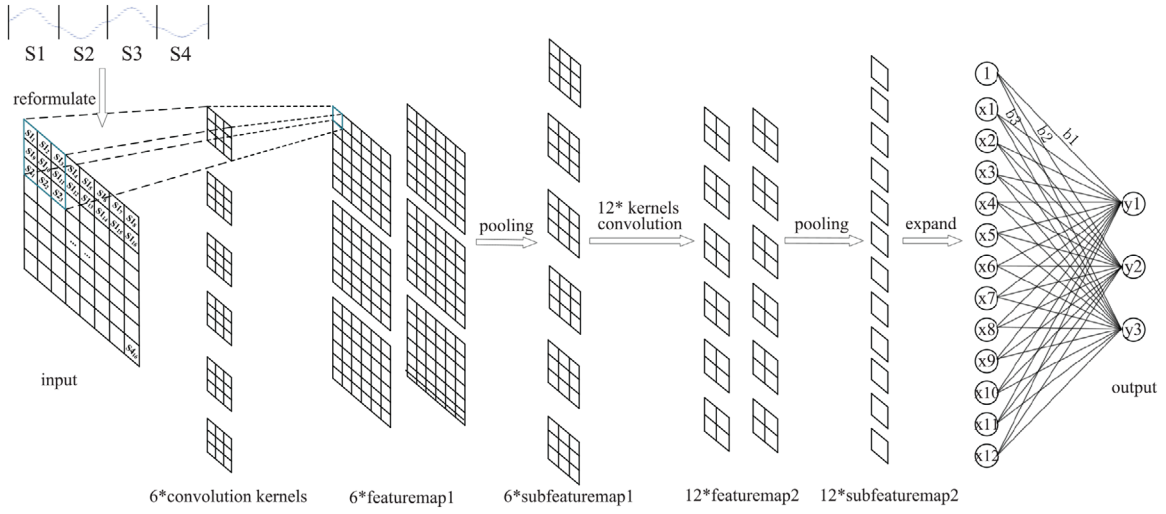 S1 S2 S3 S4
reformulate
input
6*convolution kernels
6*featuremap1
pooling
6*subfeaturemap1
12* kernels
convolution
12*featuremap2
pooling
12*subfeaturemap2
expand
1
x1
x2
x3
x4
x5
x6
x7
x8
x9
x10
x11
x12
b3
b2
b1
y1
y2
y3
output
...
...